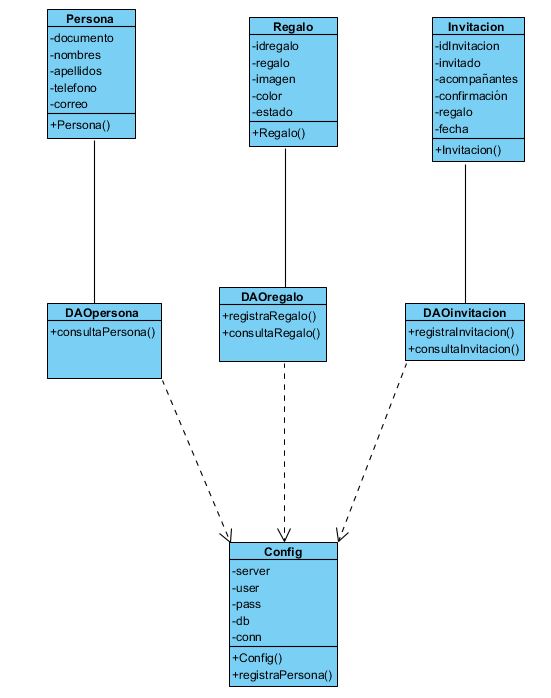 Persona
-documento
-nombres
-apellidos
-telefono
-correo
+Persona()
Regalo
-idregalo
-regalo
-imagen
-color
-estado
+Regalo()
Invitacion
-idInvitacion
-invitado
-acompañantes
-confirmación
-regalo
-fecha
+Invitacion()
DAOpersona
+consultaPersona()
DAOregalo
+registraRegalo()
+consultaRegalo()
DAOinvitacion
+registraInvitacion()
+consultaInvitacion()
Config
-server
-user
-pass
-db
-conn
+Config()
+registraPersona()